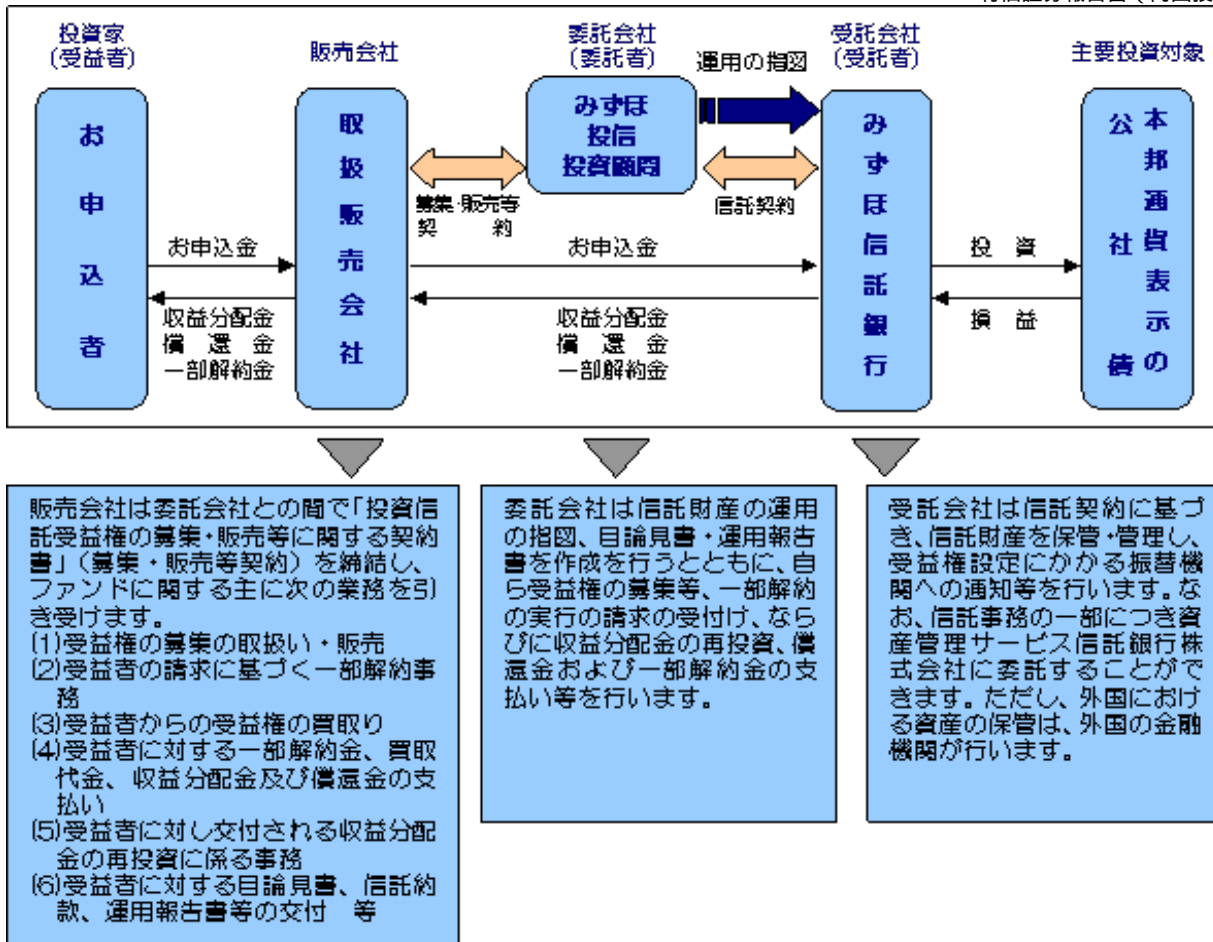 投資家
(受益者)
販売会社
委託会社
(委託者)
運用の指図
受託会社
(受託者)
主要投資対象
お申込者
取扱販売会社
みずほ
投信
投資顧問
みずほ信託銀行
本邦通貨表示の
公社債
募集・販売等
契約
信託契約
お申込金
収益分配金
償還金
一部解約金
お申込金
収益分配金
償還金
一部解約金
投資
損益
販売会社は委託会社との間で「投資信
託受益権の募集・販売等に関する契約
書」（募集・販売等契約）を締結し、
ファンドに関する主に次の業務を引
き受けます。
(1)受益権の募集の取扱い・販売
(2)受益者の請求に基づく一部解約事
務
(3)受益者からの受益権の買取り
(4)受益者に対する一部解約金、買取
代金、収益分配金及び償還金の支
払い
(5)受益者に対し交付される収益分配
金の再投資に係る事務
(6)受益者に対する目論見書、信託約
款、運用報告書等の交付　等
委託会社は信託財産の運用
の指図、目論見書・運用報告
書を作成を行うとともに、自
ら受益権の募集等、一部解約
の実行の請求の受付け、なら
びに収益分配金の再投資、償
還金および一部解約金の支
払い等を行います。
受託会社は信託契約に基づ
き、信託財産を保管・管理し、
受益権設定にかかる振替機
関への通知等を行います。な
お、信託事務の一部につき資
産管理サービス信託銀行株
式会社に委託することがで
きます。ただし、外国におけ
る資産の保管は、外国の金融
機関が行います。